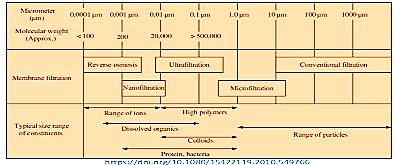 Micrometer (μm) 0.0001 μm 0.001 μm 0.01 μm 0.1 μm 1.0 μm 10 μm 100 μm 1000 μm
Molecular weight (Approx.) <100 200 20,000 >500,000
Membrane filtration
Reverse osmosis Ultrafiltration Conventional filtration
Nanofiltration Microfiltration
Typical size range of constituents
Range of ions High polymers
Dissolved organics Range of particles
Colloids
Protein, bacteria
https://doi.org/10.1080/15422119.2010.549766